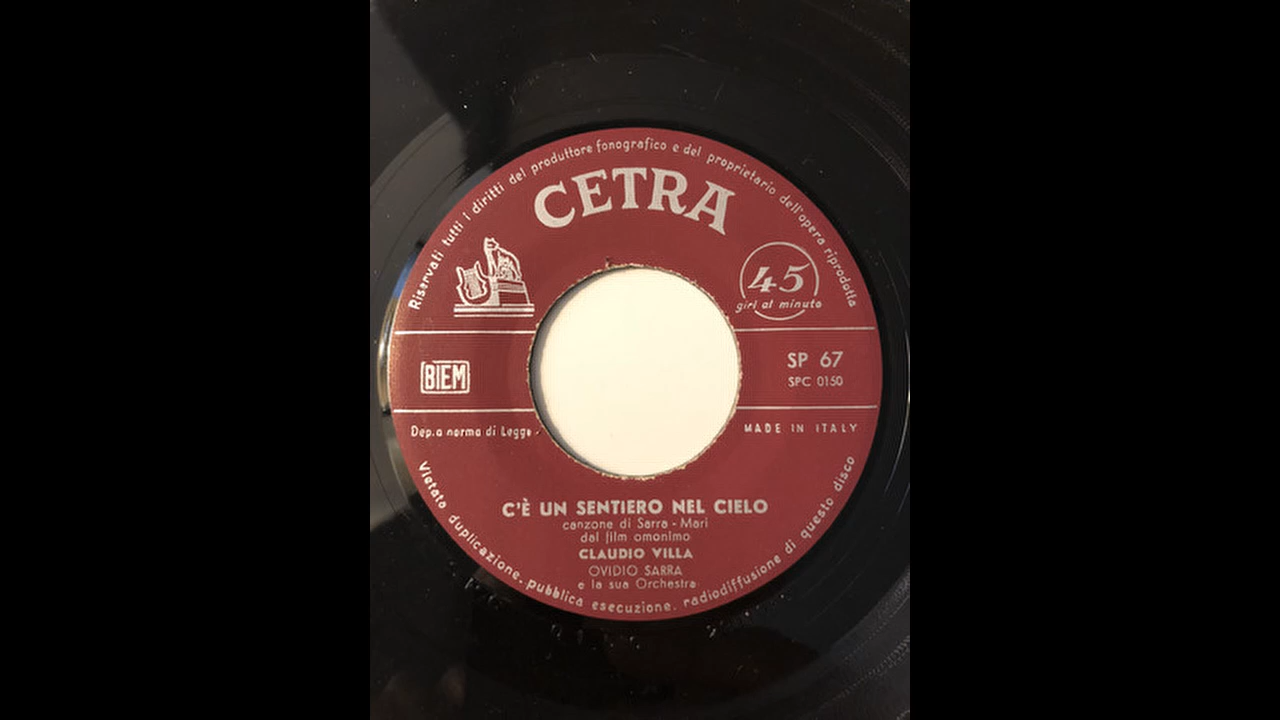 Riservati tutti i diritti del produttore fonografico e del proprietario dell'opera riprodotta
CETRA
45
giri al minuto
BIEM
SP 67
SPC 0150
Dep. a norma di Legge
MADE IN ITALY
C'È UN SENTIERO NEL CIELO
canzone di Sarra - Mari
dal film omonimo
CLAUDIO VILLA
OVIDIO SARRA
e la sua Orchestra
Vietata duplicazione. pubblica esecuzione. radiodiffusione di questo disco